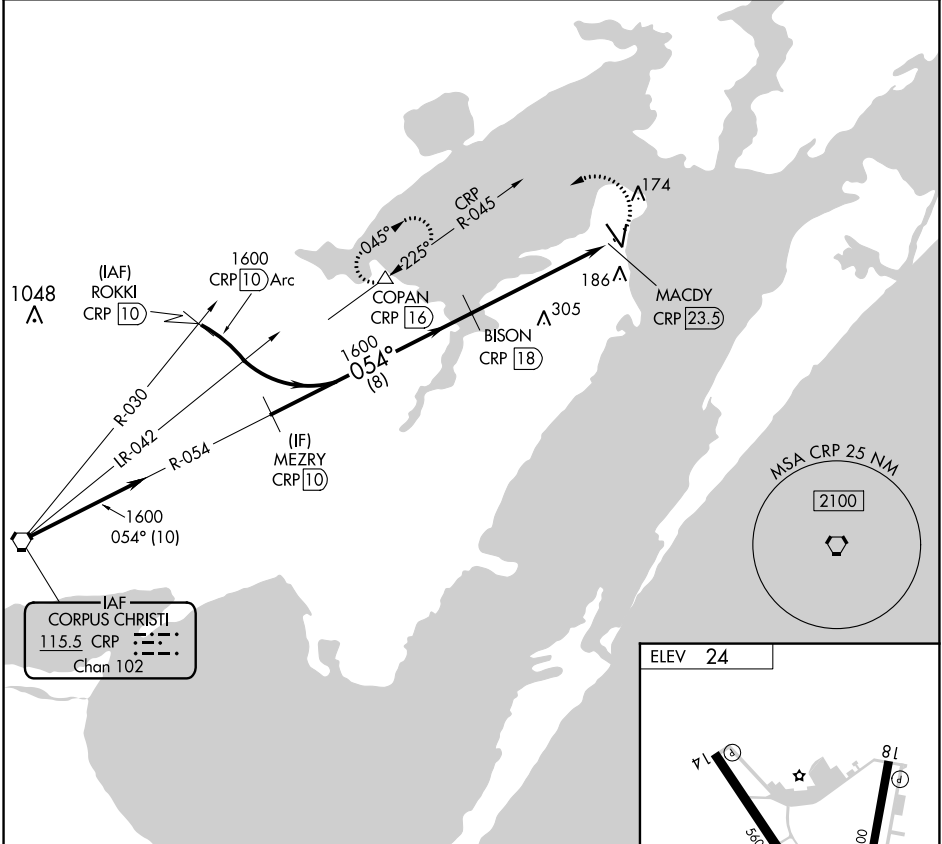 174
CRP
R-045
045°
225°
1600
CRP 10 Arc
(IAF)
ROKKI
CRP 10
1048
COPAN
CRP 16
186
305
MACDY
CRP 23.5
BISON
CRP 18
1600
054°
(8)
R-030
LR-042
R-054
(IF)
MEZRY
CRP 10
1600
054° (10)
MSA CRP 25 NM
2100
IAF
CORPUS CHRISTI
115.5 CRP
Chan 102
ELEV 24
14
P
18
P